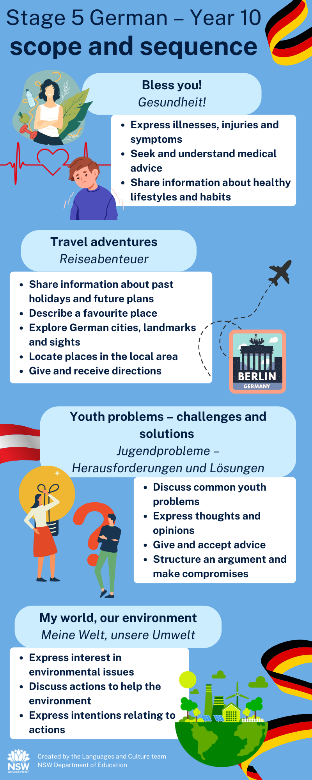 Stage 5 German – Year 10
scope and sequence
Bless you!
Gesundheit!
• Express illnesses, injuries and
symptoms
• Seek and understand medical
advice
• Share information about healthy
lifestyles and habits
Travel adventures
Reiseabenteuer
• Share information about past
holidays and future plans
• Describe a favourite place
• Explore German cities, landmarks
and sights
• Locate places in the local area
• Give and receive directions
BERLIN
GERMANY
Youth problems – challenges and
solutions
Jugendprobleme –
Herausforderungen und Lösungen
• Discuss common youth
problems
• Express thoughts and
opinions
• Give and accept advice
• Structure an argument and
make compromises
My world, our environment
Meine Welt, unsere Umwelt
• Express interest in
environmental issues
• Discuss actions to help the
environment
• Express intentions relating to
actions
NSW
Created by the Languages and Culture team
NSW Department of Education